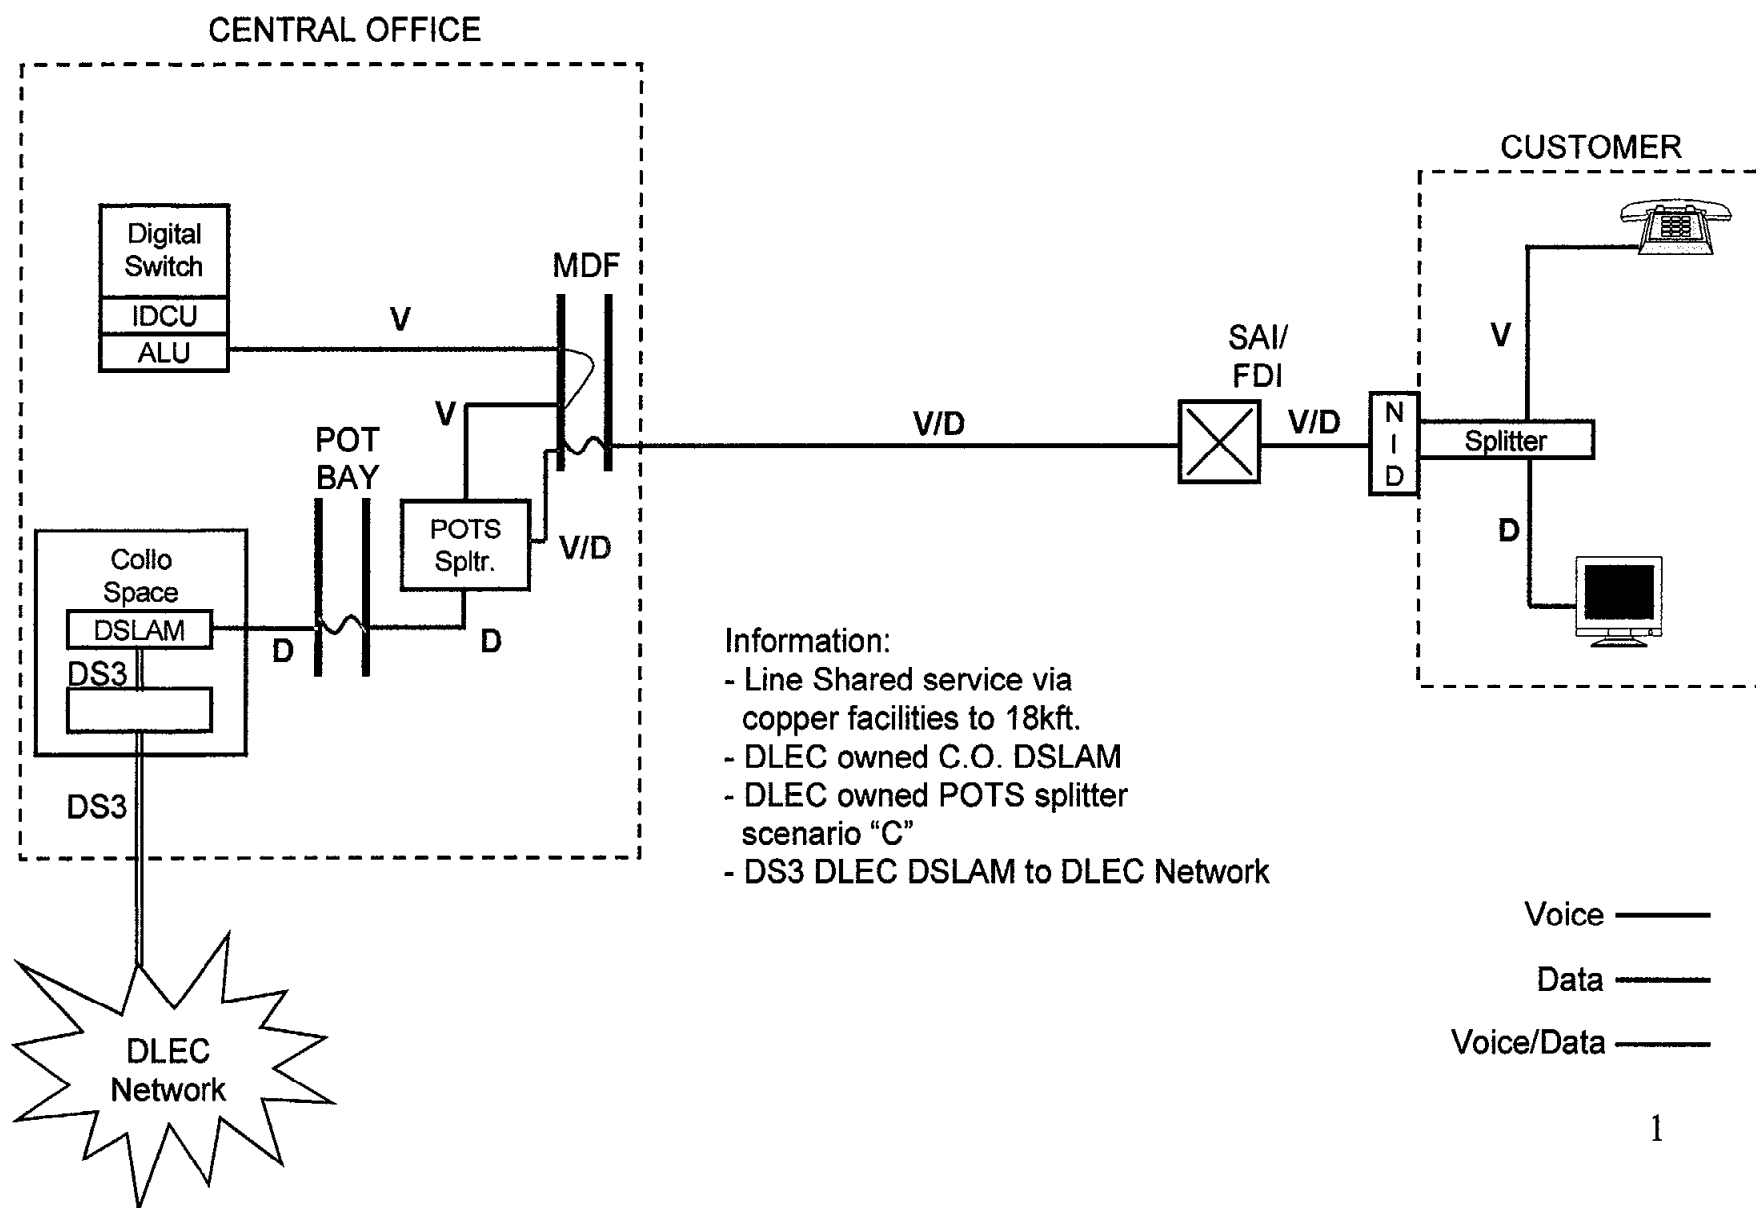 CENTRAL OFFICE
CUSTOMER
Digital
Switch
IDCU
ALU
V
MDF
V
POT
BAY
POTS
Spltr.
V/D
Collo
Space
DSLAM
D
D
DS3
DS3
DLEC
Network
V/D
SAI/
FDI
V/D
N
I
D
Splitter
V
D
Information:
- Line Shared service via
copper facilities to 18kft.
- DLEC owned C.O. DSLAM
- DLEC owned POTS splitter
scenario “C”
- DS3 DLEC DSLAM to DLEC Network
Voice
Data
Voice/Data
1